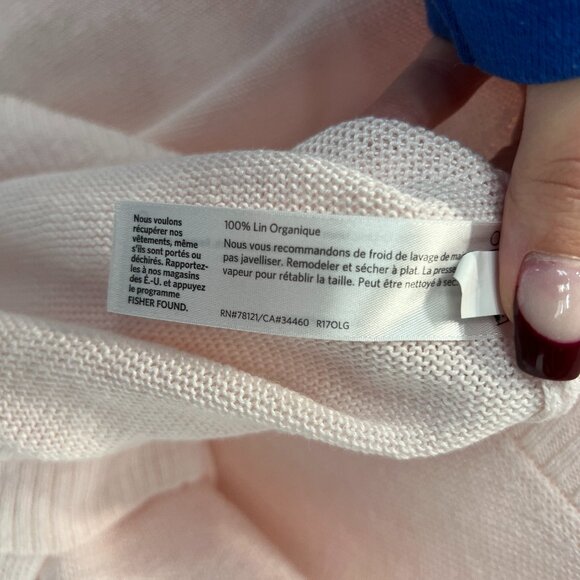 Nous voulons
récupérer nos
vêtements, même
s'ils sont portés ou
déchirés. Rapportez-
les à nos magasins
des É.-U. et appuyez
le programme
FISHER FOUND.
100% Lin Organique
Nous vous recommandons de froid de lavage de
pas javelliser. Remodeler et sécher à plat. La
vapeur pour rétablir la taille. Peut être nettoyé à sec.
RN#78121/CA#34460 R17OLG